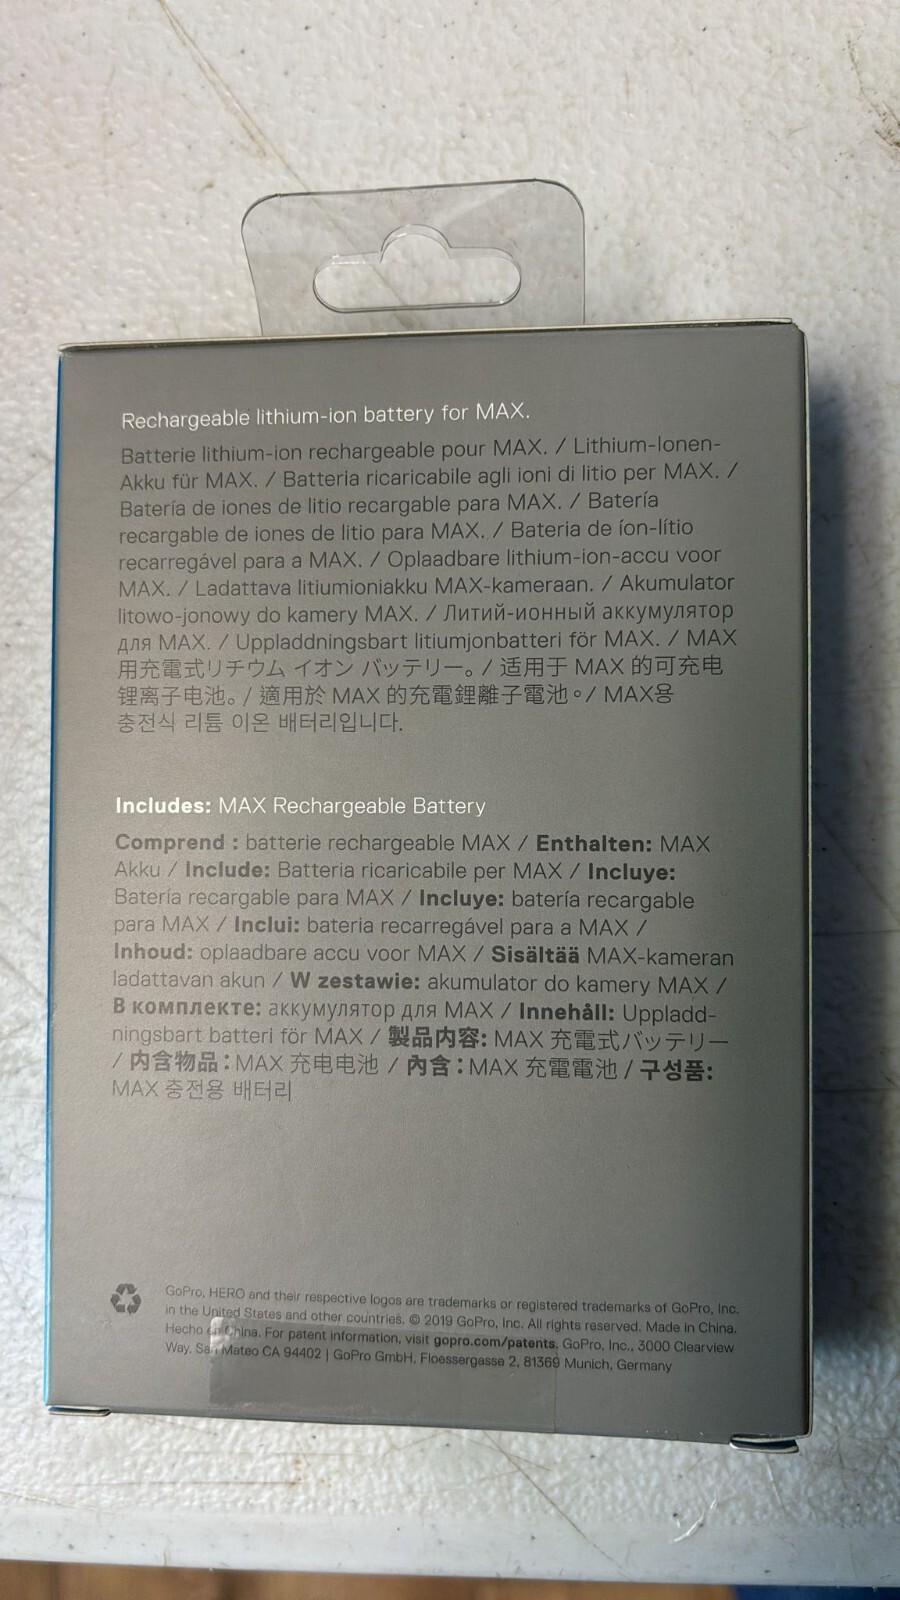 Rechargeable lithium-ion battery for MAX.
Batterie lithium-ion rechargeable pour MAX. / Lithium-Ionen-
Akku für MAX. / Batteria ricaricabile agli ioni di litio per MAX. /
Batería de iones de litio recargable para MAX. / Batería
recargable de iones de litio para MAX. / Bateria de íon-lítio
recarregável para a MAX. / Oplaadbare lithium-ion-accu voor
MAX. / Ladattava litiumioniakku MAX-kameraan. / Akumulator
litowo-jonowy do kamery MAX. / Литий-ионный аккумулятор
для MAX. / Uppladdningsbart litiumjonbatteri för MAX. / MAX
用充電式リチウム イオン バッテリー。/ 适用于 MAX 的可充电
锂离子电池。/ 適用於 MAX 的充電鋰離子電池。/ MAX용
충전식 리튬 이온 배터리입니다.
Includes: MAX Rechargeable Battery
Comprend : batterie rechargeable MAX / Enthalten: MAX
Akku / Include: Batteria ricaricabile per MAX / Incluye:
Batería recargable para MAX / Incluye: batería recargable
para MAX / Inclui: bateria recarregável para a MAX /
Inhoud: oplaadbare accu voor MAX / Sisältää MAX-kameran
ladattavan akun / W zestawie: akumulator do kamery MAX /
В комплекте: аккумулятор для MAX / Innehåll: Uppladd-
ningsbart batteri för MAX / 製品内容: MAX 充電式バッテリー
/ 内含物品：MAX 充电电池 / 內含：MAX 充電電池 / 구성품:
MAX 충전용 배터리
GoPro, HERO and their respective logos are trademarks or registered trademarks of GoPro, Inc.
in the United States and other countries. © 2019 GoPro, Inc. All rights reserved. Made in China.
Hecho en China. For patent information, visit gopro.com/patents. GoPro, Inc., 3000 Clearview
Way, San Mateo CA 94402 | GoPro GmbH, Floessergasse 2, 81369 Munich, Germany